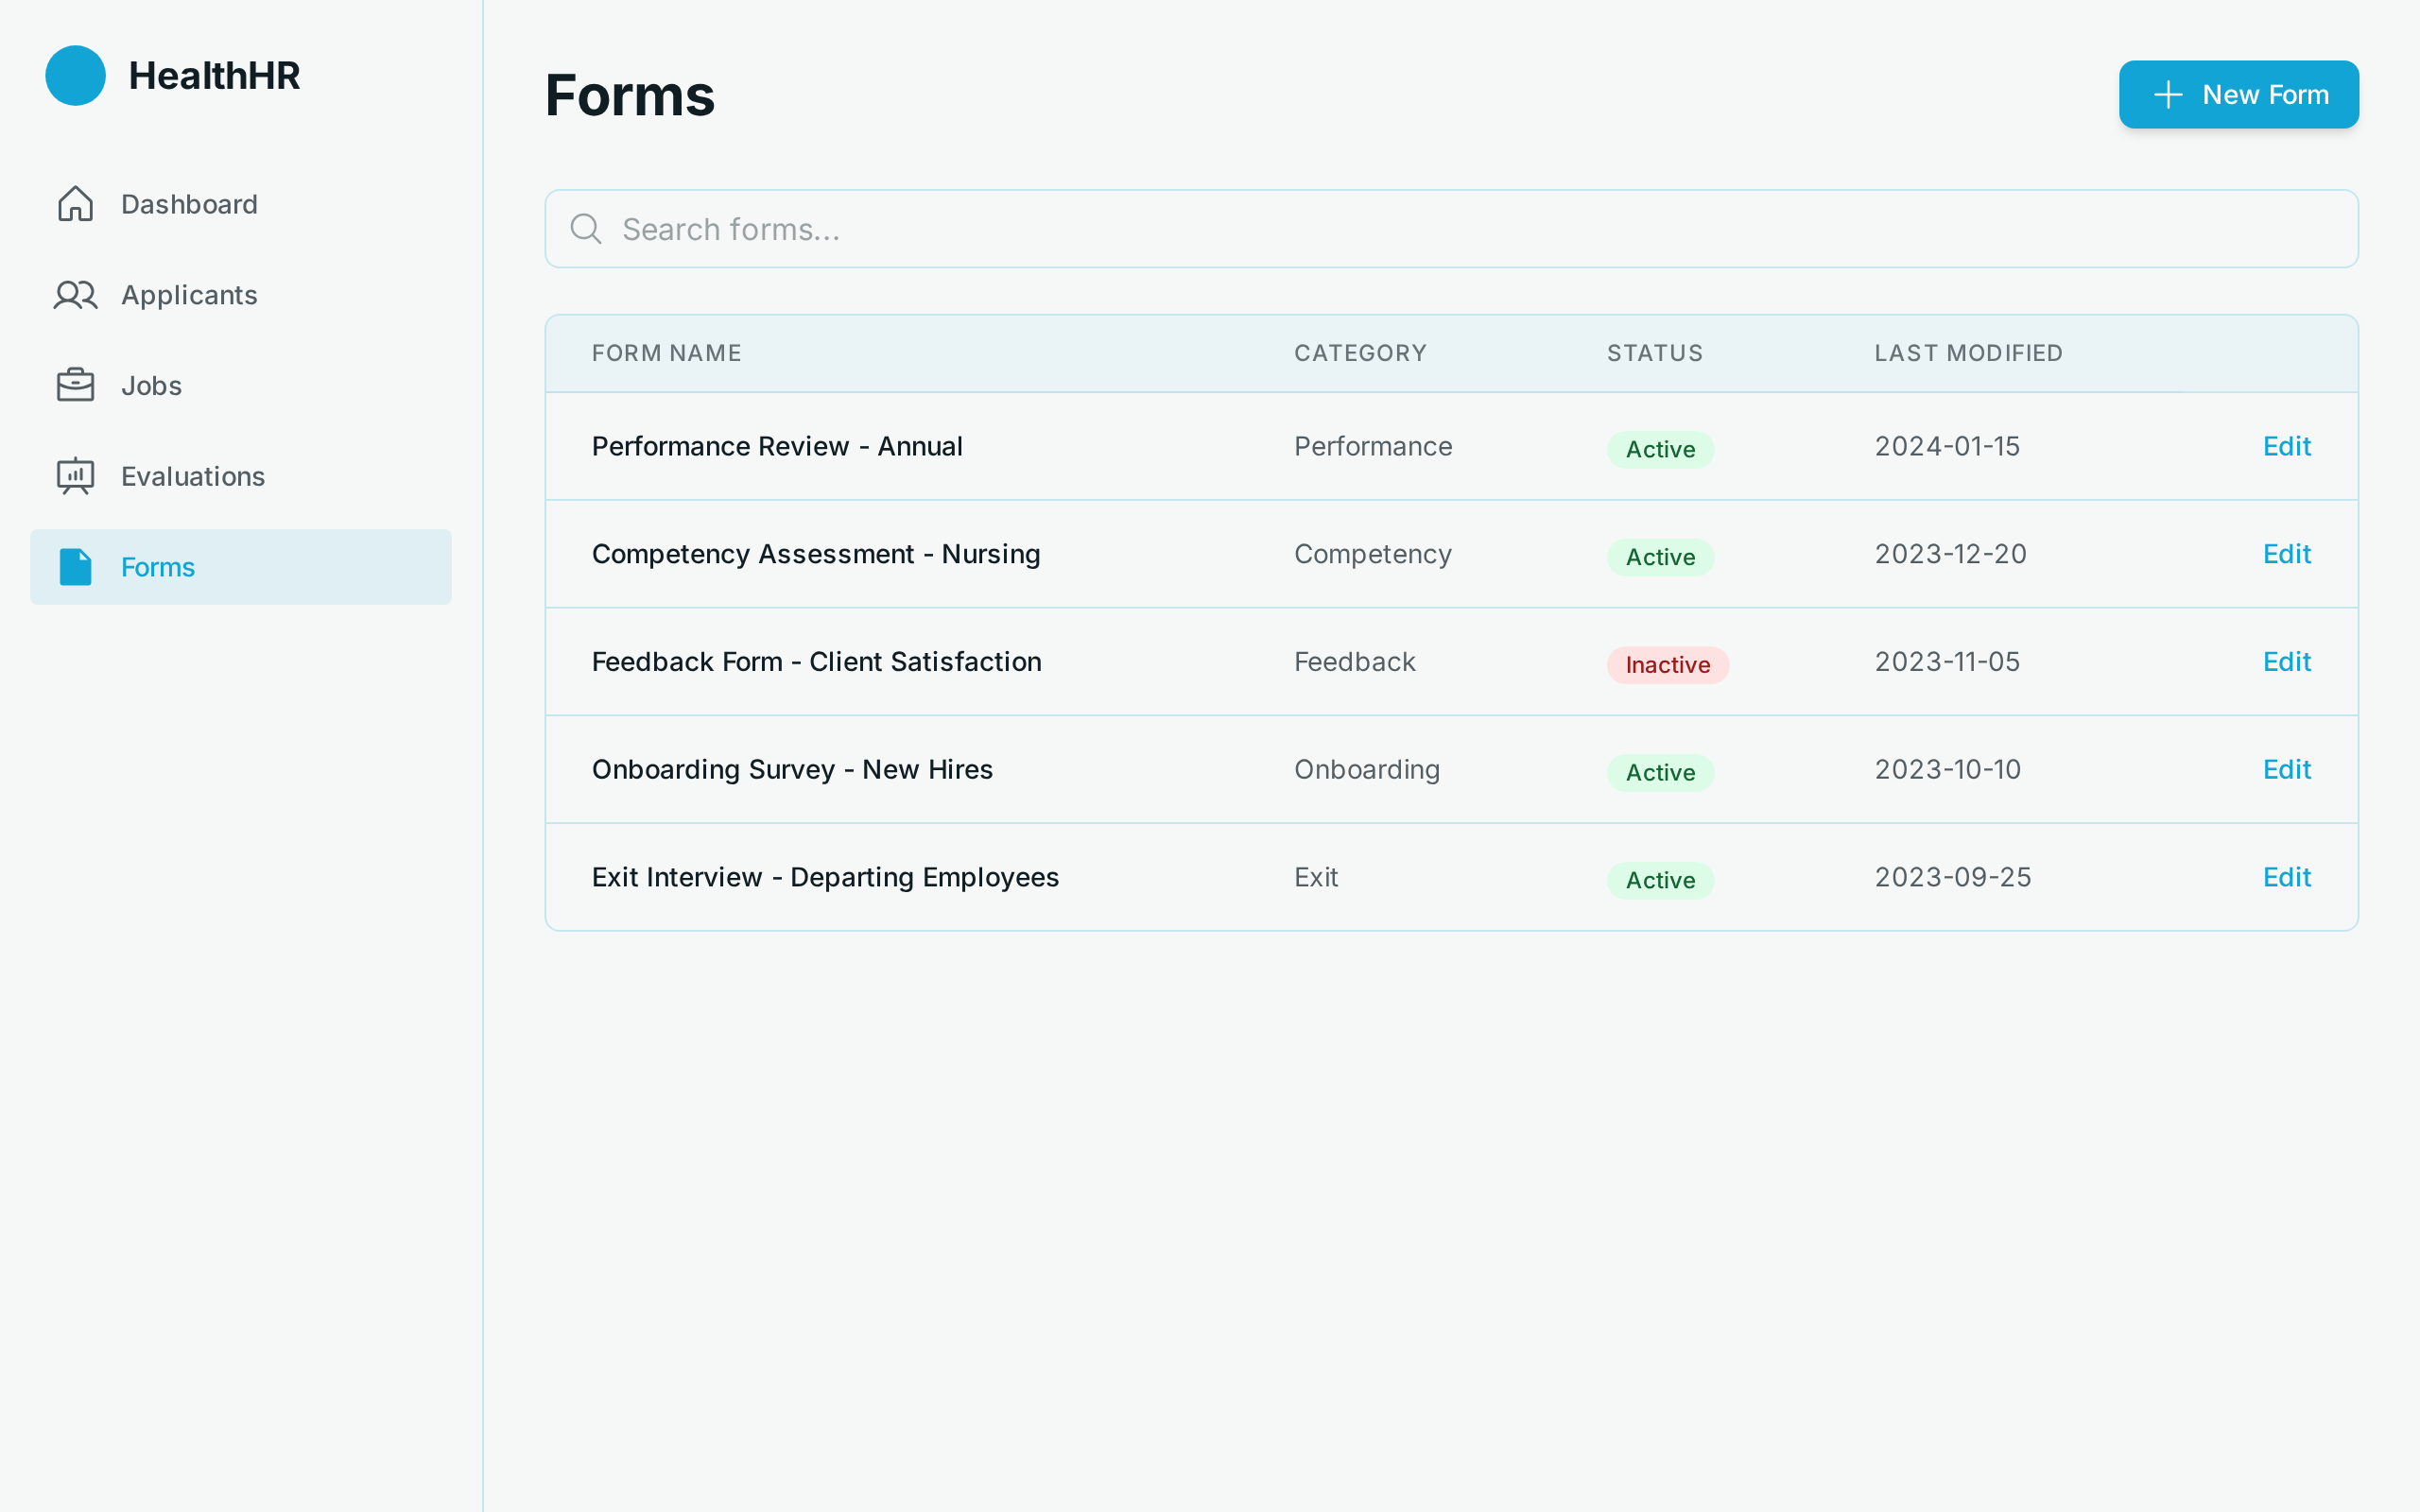 HealthHR
Dashboard
Applicants
Jobs
Evaluations
Forms
Forms
New Form
Search forms...
FORM NAME CATEGORY STATUS LAST MODIFIED
Performance Review - Annual Performance Active 2024-01-15 Edit
Competency Assessment - Nursing Competency Active 2023-12-20 Edit
Feedback Form - Client Satisfaction Feedback Inactive 2023-11-05 Edit
Onboarding Survey - New Hires Onboarding Active 2023-10-10 Edit
Exit Interview - Departing Employees Exit Active 2023-09-25 Edit